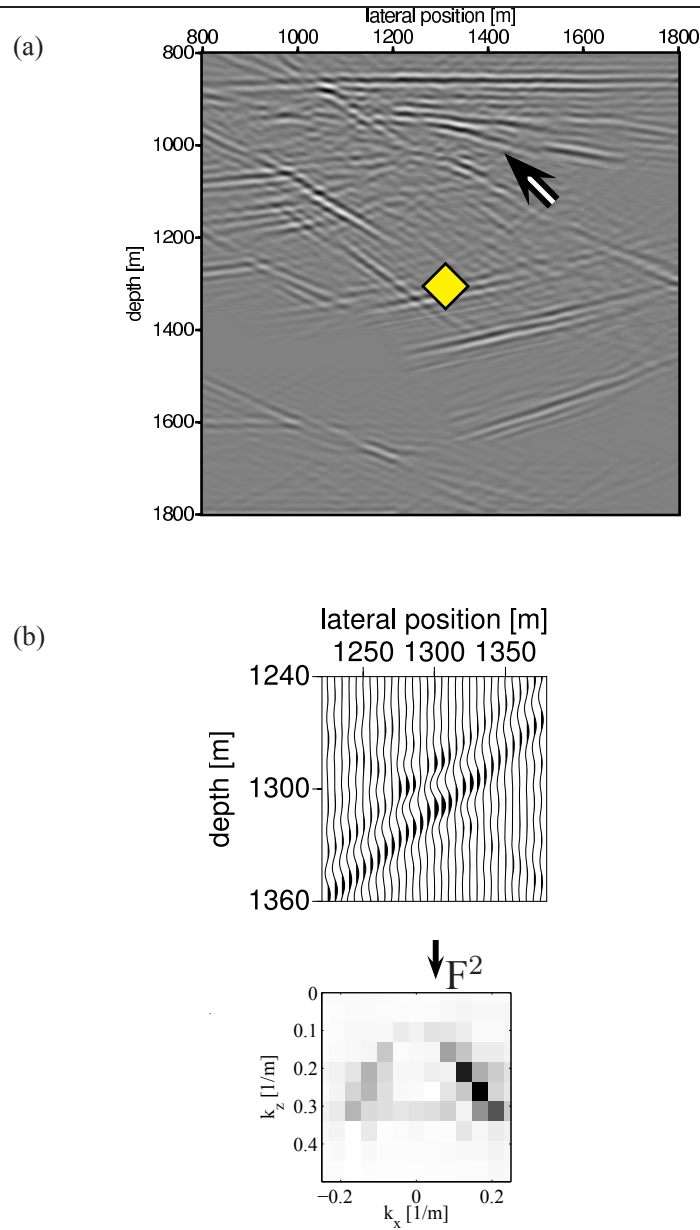 (a)
lateral position [m]
800 1000 1200 1400 1600 1800
800
1000
1200
1400
1600
1800
depth [m]
(b)
lateral position [m]
1250 1300 1350
1240
1300
1360
depth [m]
F2
0
0.1
0.2
0.3
0.4
k_z [1/m]
−0.2 0 0.2
k_x [1/m]